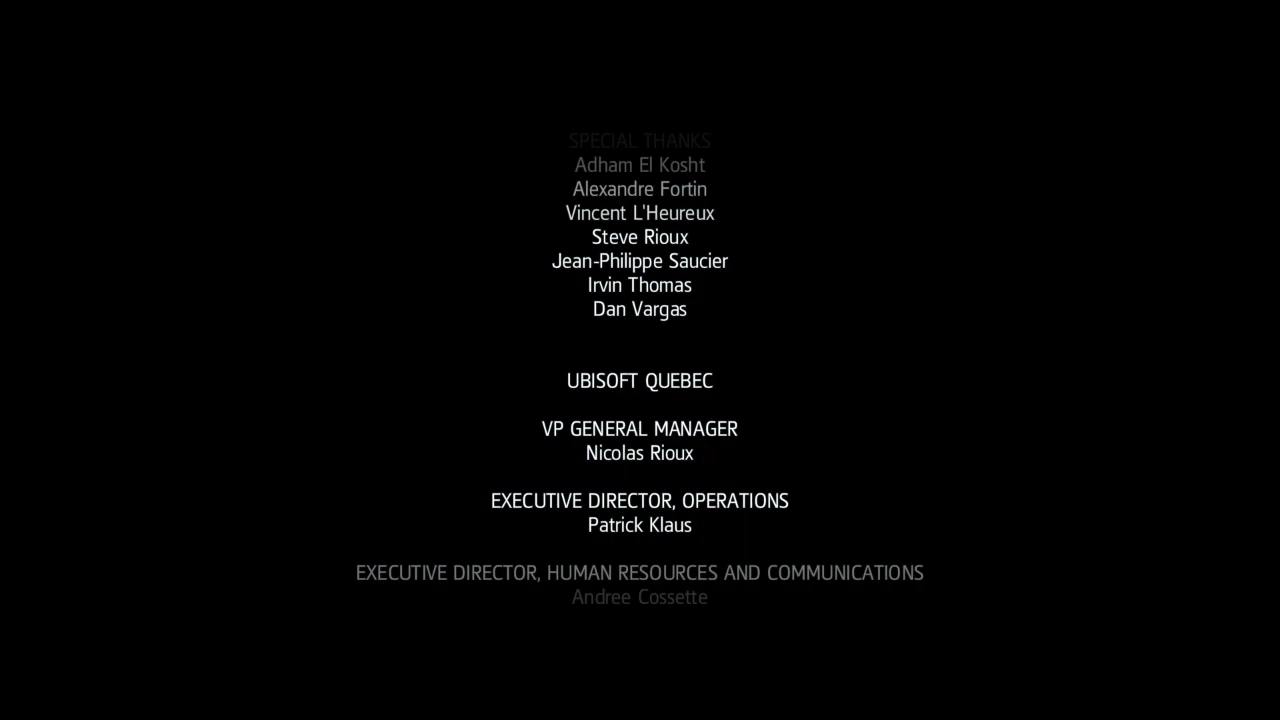 SPECIAL THANKS
Adham El Kosht
Alexandre Fortin
Vincent L'Heureux
Steve Rioux
Jean-Philippe Saucier
Irvin Thomas
Dan Vargas
UBISOFT QUEBEC
VP GENERAL MANAGER
Nicolas Rioux
EXECUTIVE DIRECTOR, OPERATIONS
Patrick Klaus
EXECUTIVE DIRECTOR, HUMAN RESOURCES AND COMMUNICATIONS
Andree Cossette